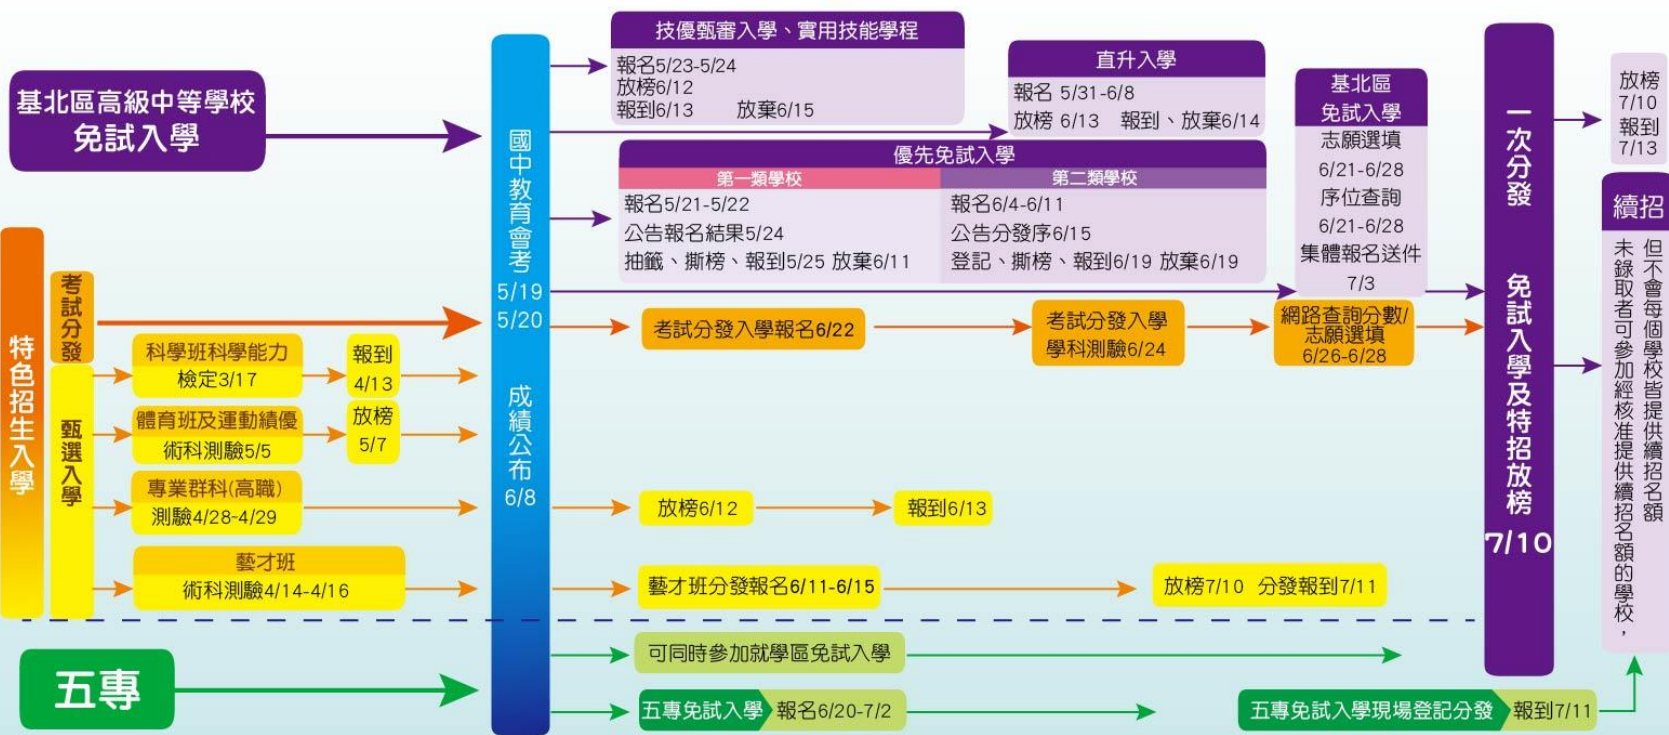 基北區高級中等學校
免試入學
特色招生入學
考試分發
甄選入學
科學班科學能力
檢定3/17
報到
4/13
體育班及運動績優
術科測驗5/5
放榜
5/7
專業群科(高職)
測驗4/28-4/29
藝才班
術科測驗4/14-4/16
五專
國中教育會考
5/19
5/20
成績公布
6/8
技優甄審入學、實用技能學程
報名5/23-5/24
放榜6/12
報到6/13 放棄6/15
直升入學
報名 5/31-6/8
放榜 6/13 報到、放棄6/14
優先免試入學
第一類學校
報名5/21-5/22
公告報名結果5/24
抽籤、撕榜、報到5/25 放棄6/11
第二類學校
報名6/4-6/11
公告分發序6/15
登記、撕榜、報到6/19 放棄6/19
基北區
免試入學
志願選填
6/21-6/28
序位查詢
6/21-6/28
集體報名送件
7/3
考試分發入學報名6/22
考試分發入學
學科測驗6/24
網路查詢分數/
志願選填
6/26-6/28
放榜6/12
報到6/13
藝才班分發報名6/11-6/15
放榜7/10 分發報到7/11
可同時參加就學區免試入學
五專免試入學
報名6/20-7/2
五專免試入學現場登記分發
報到7/11
一次分發
免試入學及特招放榜
7/10
放榜
7/10
報到
7/13
續招
未錄取者可參加經核准提供續招名額的學校，
但不會每個學校皆提供續招名額